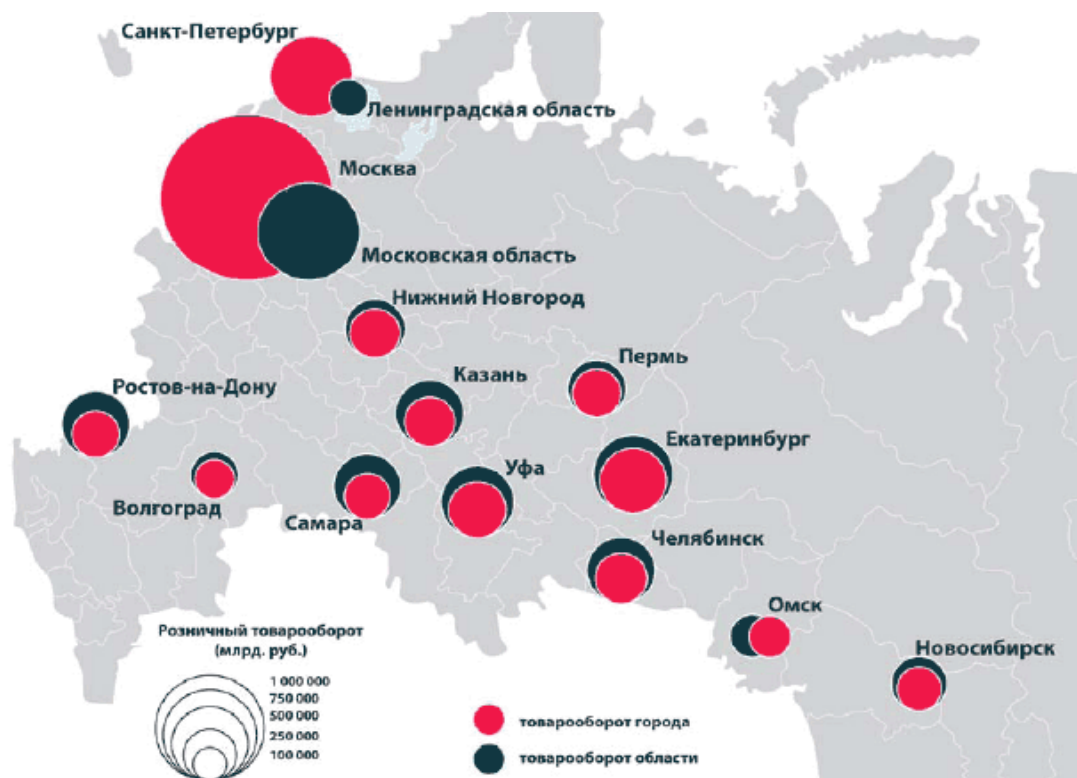 Санкт-Петербург
Ленинградская область
Москва
Московская область
Нижний Новгород
Пермь
Казань
Ростов-на-Дону
Екатеринбург
Уфа
Волгоград
Самара
Челябинск
Омск
Новосибирск
Розничный товарооборот
(млрд. руб.)
1 000 000
750 000
500 000
250 000
100 000
товарооборот города
товарооборот области